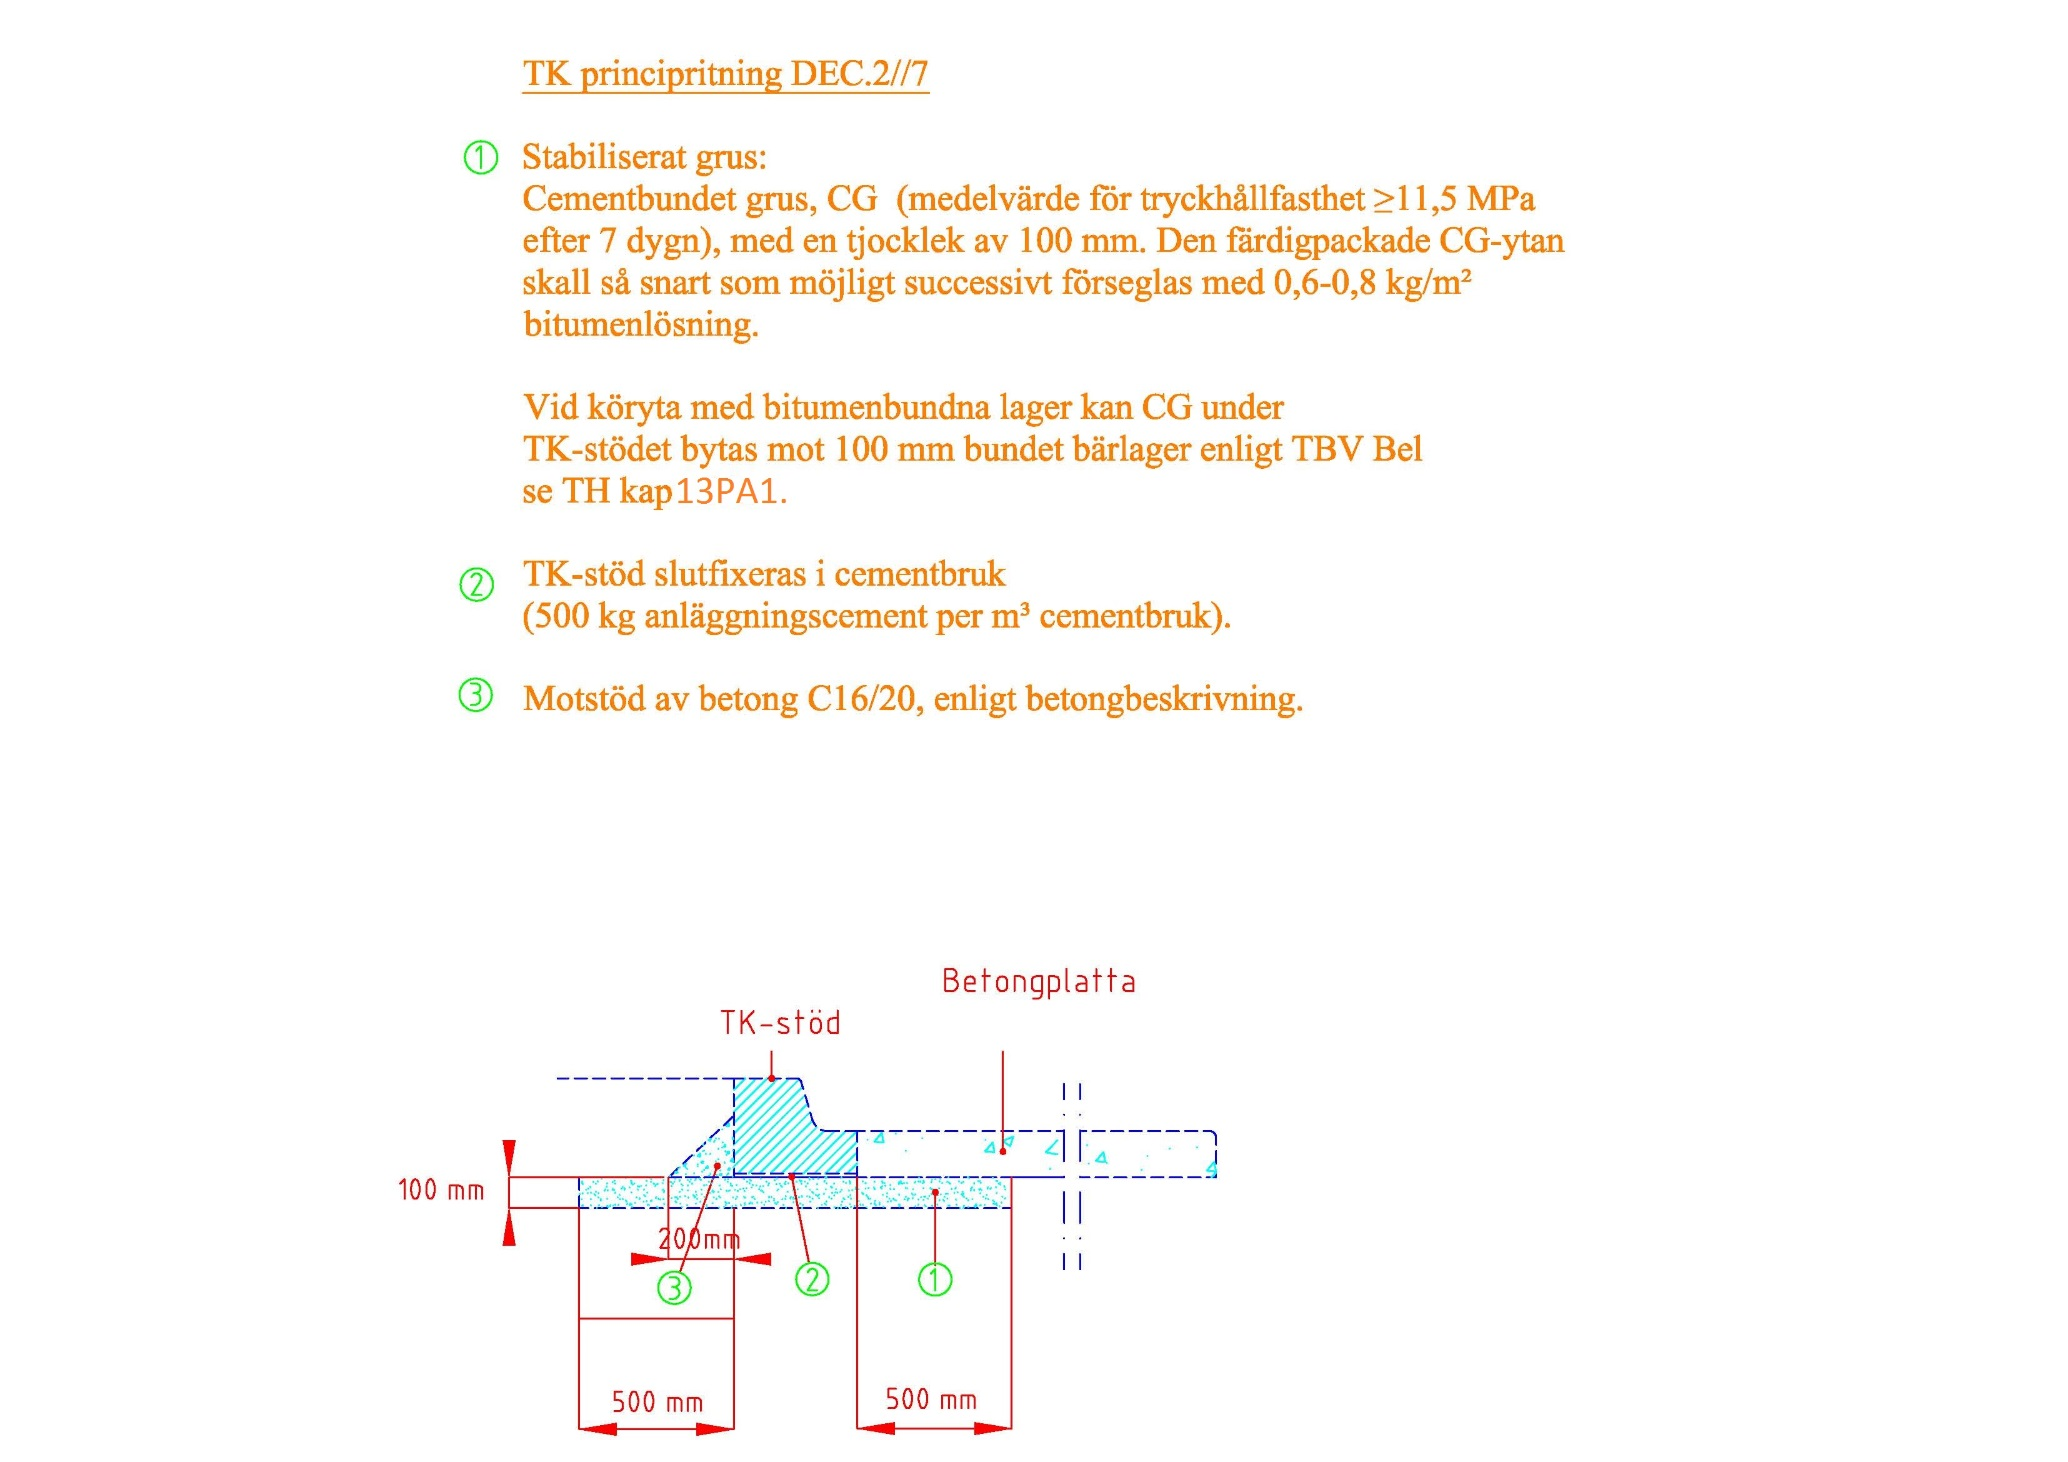 TK principritning DEC.2//7
① Stabiliserat grus:
Cementbundet grus, CG (medelvärde för tryckhållfasthet ≥11,5 MPa
efter 7 dygn), med en tjocklek av 100 mm. Den färdigpackade CG-ytan
skall så snart som möjligt successivt förseglas med 0,6-0,8 kg/m²
bitumenlösning.
Vid köryta med bitumenbundna lager kan CG under
TK-stödet bytas mot 100 mm bundet bärlager enligt TBV Bel
se TH kap 13PA1.
② TK-stöd slutfixeras i cementbruk
(500 kg anläggningscement per m³ cementbruk).
③ Motstöd av betong C16/20, enligt betongbeskrivning.
Betongplatta
TK-stöd
100 mm
200mm
③ ② ①
500 mm 500 mm